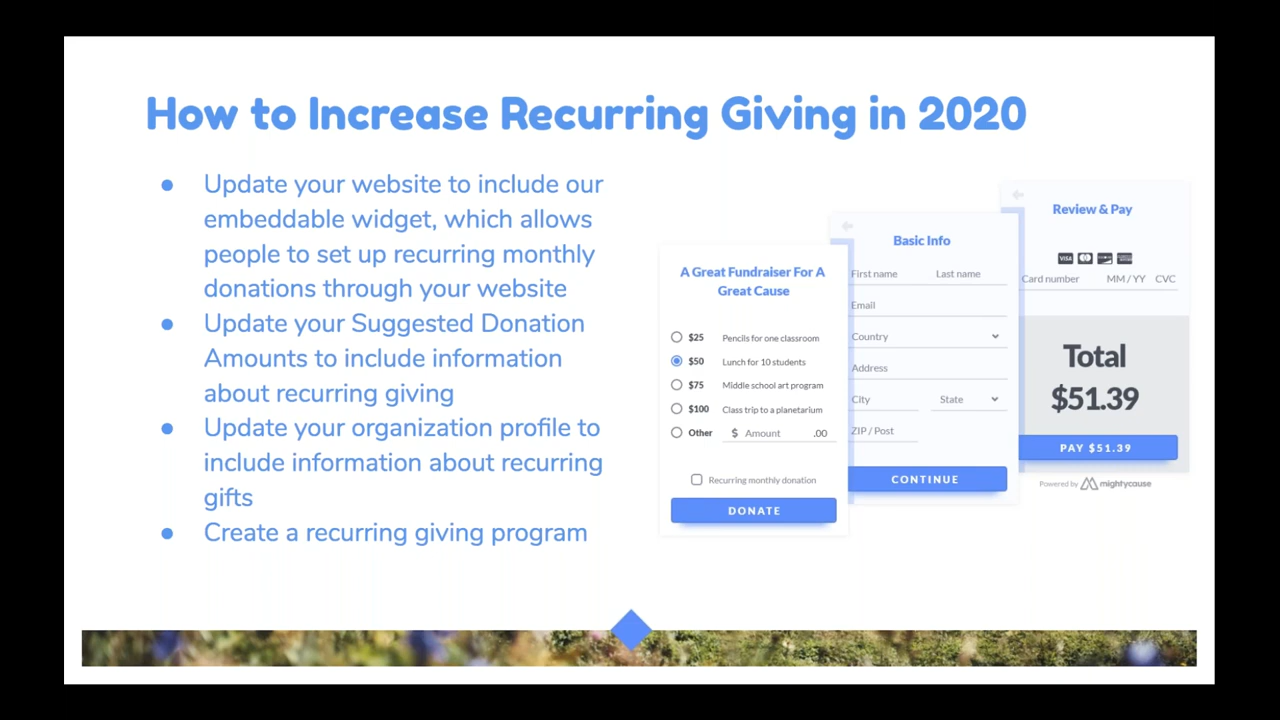 How to Increase Recurring Giving in 2020
● Update your website to include our
embeddable widget, which allows
people to set up recurring monthly
donations through your website
● Update your Suggested Donation
Amounts to include information
about recurring giving
● Update your organization profile to
include information about recurring
gifts
● Create a recurring giving program
A Great Fundraiser For A
Great Cause
$25 Pencils for one classroom
$50 Lunch for 10 students
$75 Middle school art program
$100 Class trip to a planetarium
Other $ Amount .00
Recurring monthly donation
DONATE
Basic Info
First name Last name
Email
Country
Address
City State
ZIP / Post
CONTINUE
Review & Pay
VISA
Card number MM / YY CVC
Total
$51.39
PAY $51.39
Powered by mightycause